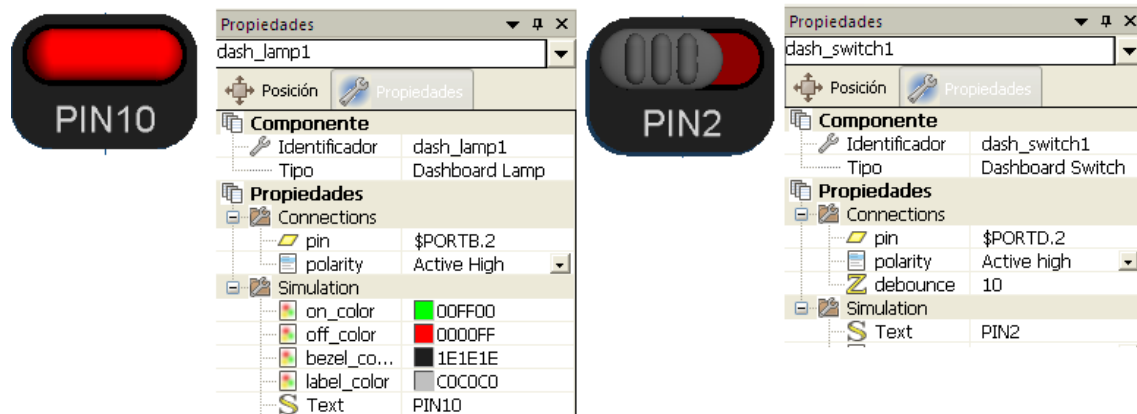 PIN10
Propiedades
dash_lamp1
Posición Propiedades
Componente
Identificador dash_lamp1
Tipo Dashboard Lamp
Propiedades
Connections
pin $PORTB.2
polarity Active High
Simulation
on_color 00FF00
off_color 0000FF
bezel_co... 1E1E1E
label_color C0C0C0
Text PIN10
PIN2
Propiedades
dash_switch1
Posición Propiedades
Componente
Identificador dash_switch1
Tipo Dashboard Switch
Propiedades
Connections
pin $PORTD.2
polarity Active high
debounce 10
Simulation
Text PIN2